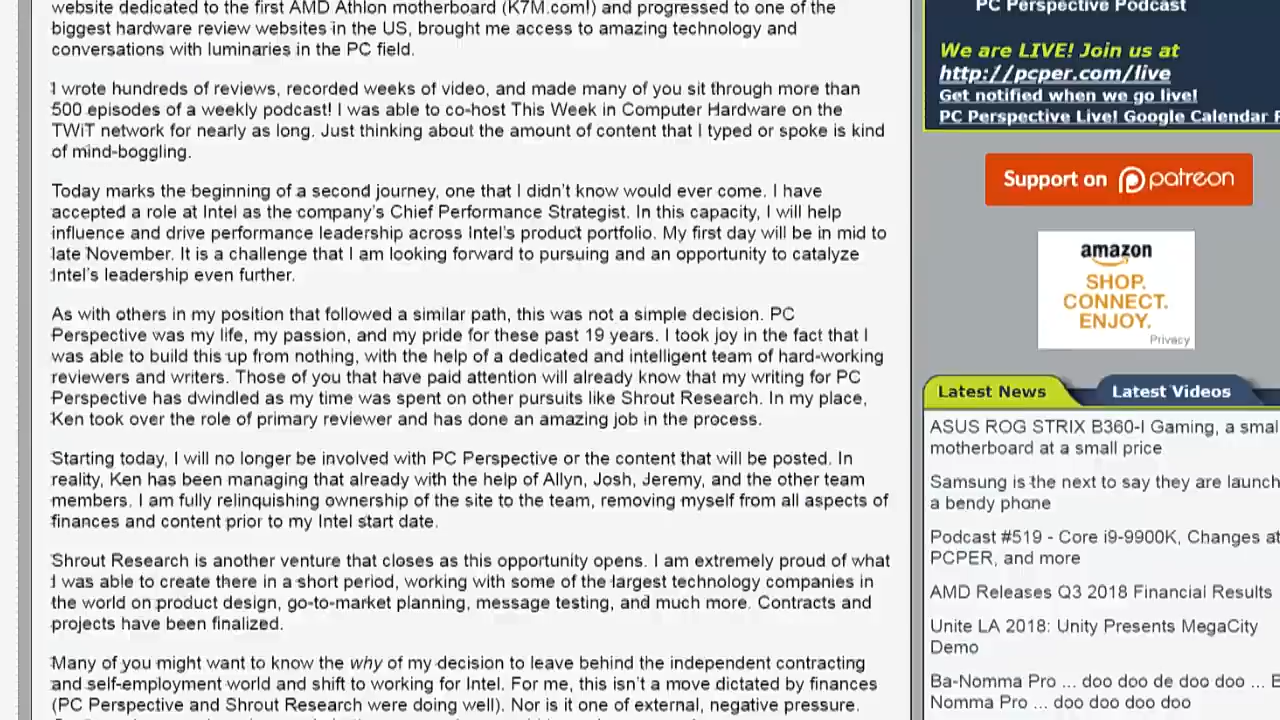 website dedicated to the first AMD Athlon motherboard (K7M.com!) and progressed to one of the
biggest hardware review websites in the US, brought me access to amazing technology and
conversations with luminaries in the PC field.
I wrote hundreds of reviews, recorded weeks of video, and made many of you sit through more than
500 episodes of a weekly podcast! I was able to co-host This Week in Computer Hardware on the
TWiT network for nearly as long. Just thinking about the amount of content that I typed or spoke is kind
of mind-boggling.
Today marks the beginning of a second journey, one that I didn't know would ever come. I have
accepted a role at Intel as the company's Chief Performance Strategist. In this capacity, I will help
influence and drive performance leadership across Intel's product portfolio. My first day will be in mid to
late November. It is a challenge that I am looking forward to pursuing and an opportunity to catalyze
Intel's leadership even further.
As with others in my position that followed a similar path, this was not a simple decision. PC
Perspective was my life, my passion, and my pride for these past 19 years. I took joy in the fact that I
was able to build this up from nothing, with the help of a dedicated and intelligent team of hard-working
reviewers and writers. Those of you that have paid attention will already know that my writing for PC
Perspective has dwindled as my time was spent on other pursuits like Shrout Research. In my place,
Ken took over the role of primary reviewer and has done an amazing job in the process.
Starting today, I will no longer be involved with PC Perspective or the content that will be posted. In
reality, Ken has been managing that already with the help of Allyn, Josh, Jeremy, and the other team
members. I am fully relinquishing ownership of the site to the team, removing myself from all aspects of
finances and content prior to my Intel start date.
Shrout Research is another venture that closes as this opportunity opens. I am extremely proud of what
I was able to create there in a short period, working with some of the largest technology companies in
the world on product design, go-to-market planning, message testing, and much more. Contracts and
projects have been finalized.
Many of you might want to know the why of my decision to leave behind the independent contracting
and self-employment world and shift to working for Intel. For me, this isn't a move dictated by finances
(PC Perspective and Shrout Research were doing well). Nor is it one of external, negative pressure.
PC Perspective Podcast
We are LIVE! Join us at
http://pcper.com/live
Get notified when we go live!
PC Perspective Live! Google Calendar
Support on patreon
amazon
SHOP.
CONNECT.
ENJOY.
Privacy
Latest News
Latest Videos
ASUS ROG STRIX B360-I Gaming, a smal
motherboard at a small price
Samsung is the next to say they are launch
a bendy phone
Podcast #519 - Core i9-9900K, Changes at
PCPER, and more
AMD Releases Q3 2018 Financial Results
Unite LA 2018: Unity Presents MegaCity
Demo
Ba-Nomma Pro ... doo doo de doo doo ...
Nomma Pro ... doo doo doo doo